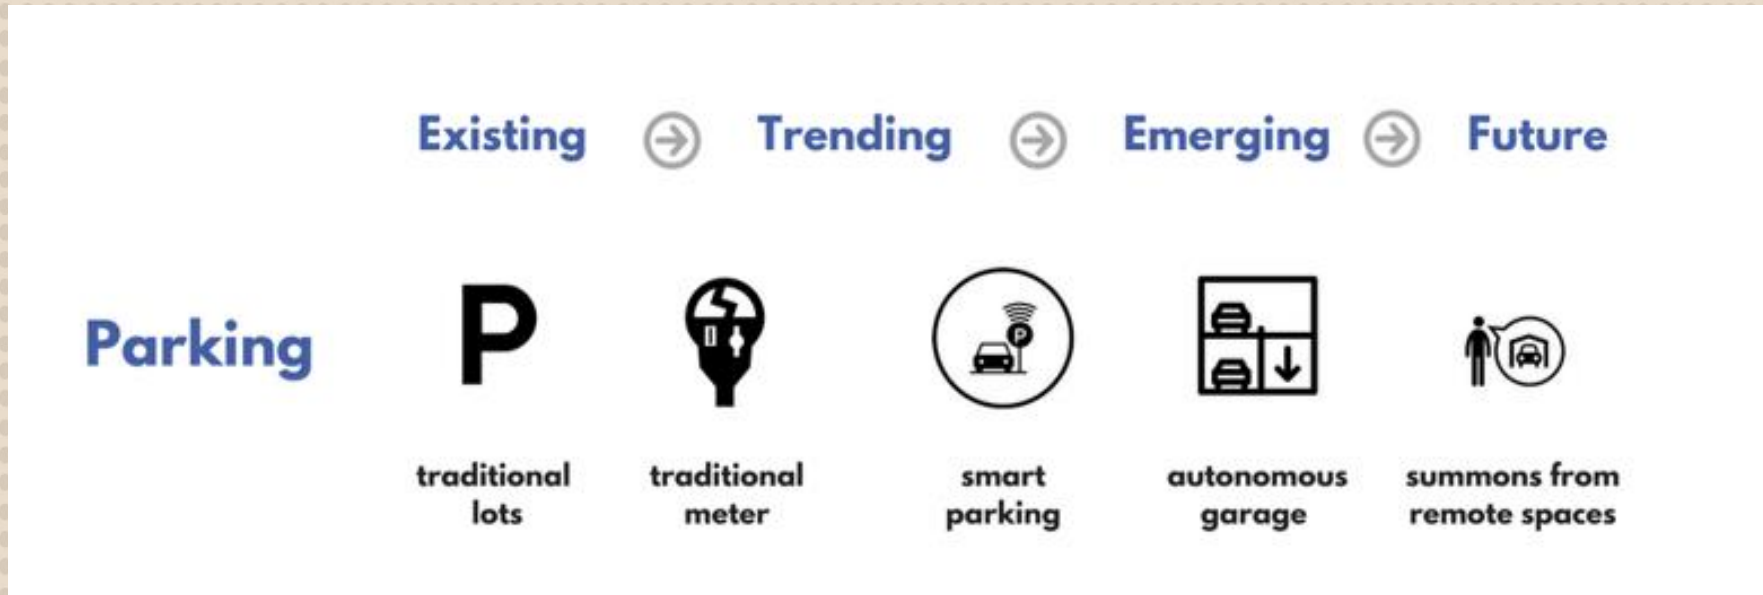 Existing Trending Emerging Future
Parking
P
P
traditional traditional smart autonomous summons from
lots meter parking garage remote spaces